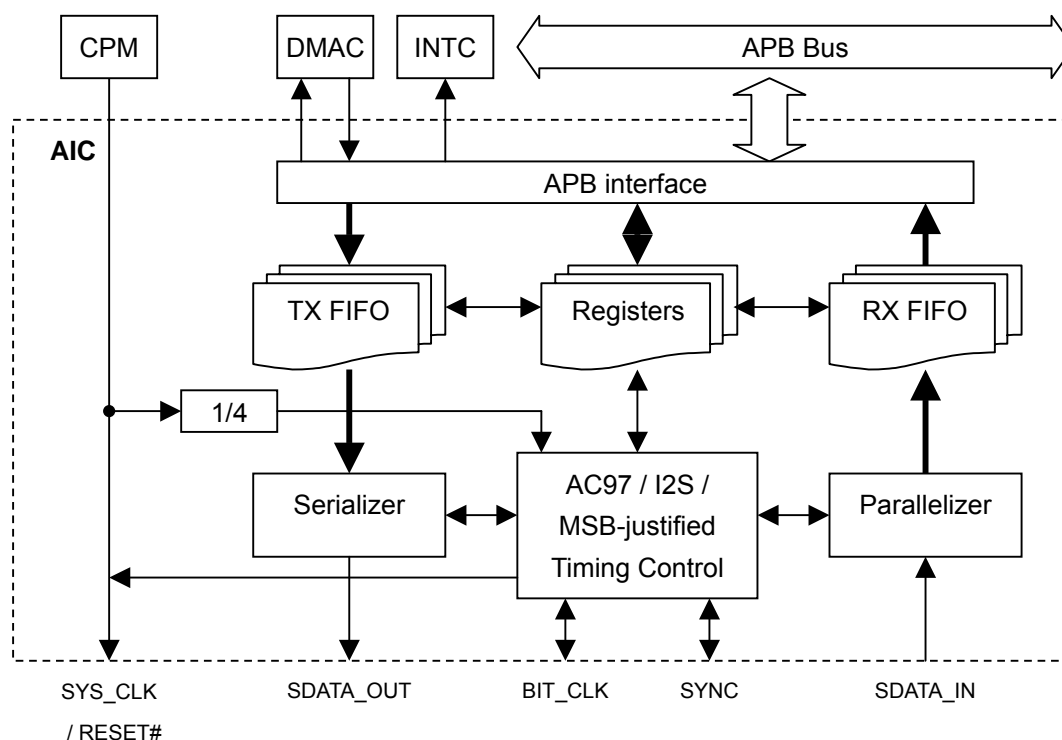 CPM
DMAC
INTC
APB Bus
AIC
APB interface
TX FIFO
Registers
RX FIFO
1/4
Serializer
AC97 / I2S /
MSB-justified
Timing Control
Parallelizer
SYS_CLK
/ RESET#
SDATA_OUT
BIT_CLK
SYNC
SDATA_IN